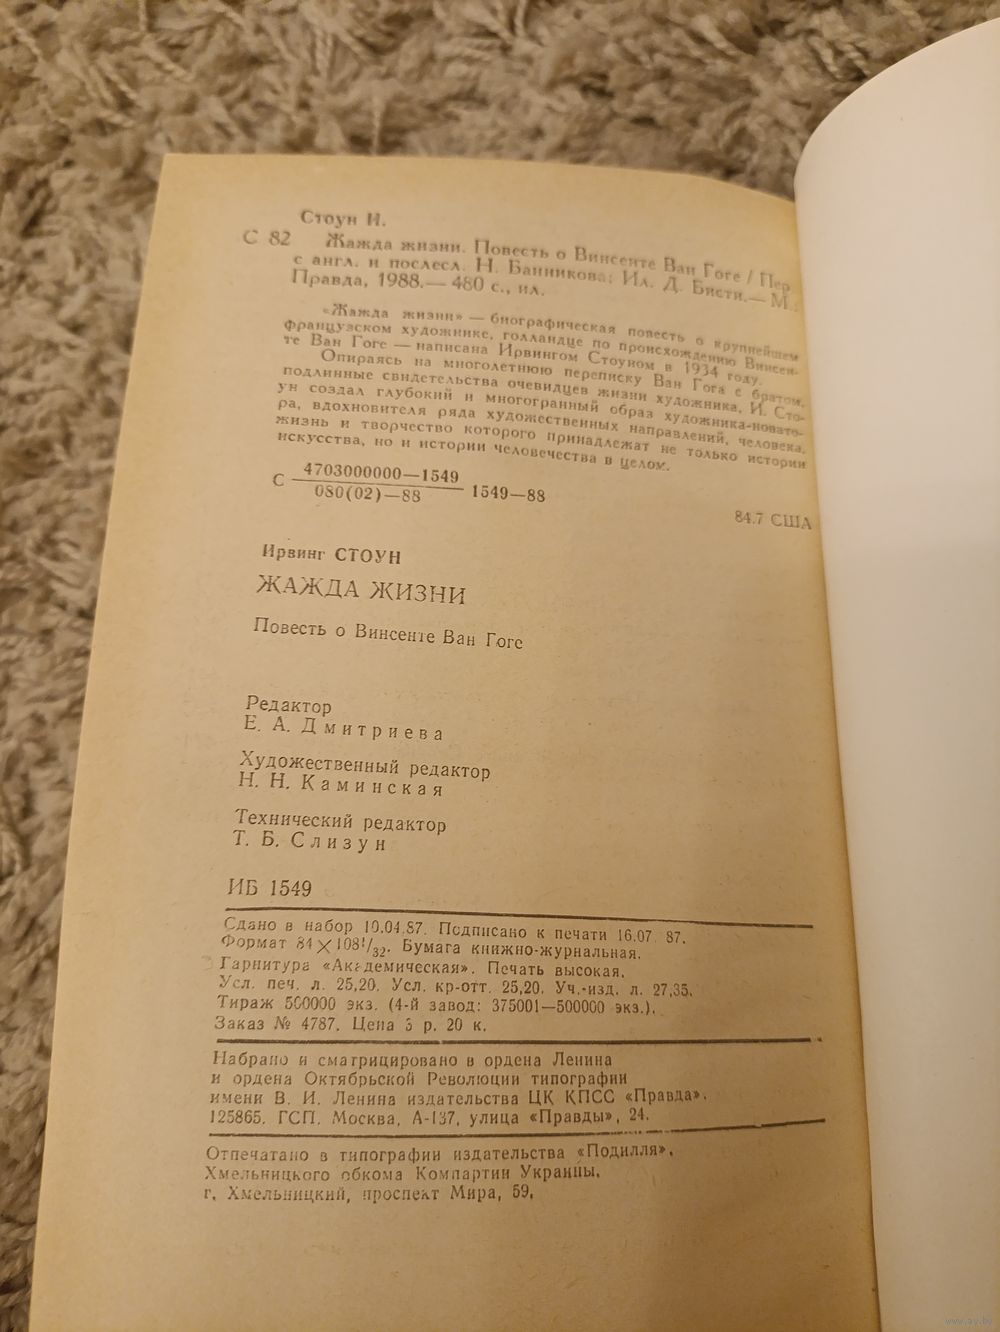 Стоун И.
С 82 Жажда жизни. Повесть о Винсенте Ван Гоге / Пер.
с англ. и послесл. Н. Банникова; Ил. Д. Бисти.— М.:
Правда, 1988.— 480 с., ил.
«Жажда жизни» — биографическая повесть о крупнейшем
французском художнике, голландце по происхождению Винсен-
те Ван Гоге — написана Ирвингом Стоуном в 1934 году.
Опираясь на многолетнюю переписку Ван Гога с братом,
подлинные свидетельства очевидцев жизни художника, И. Сто-
ун создал глубокий и многогранный образ художника-новато-
ра, вдохновителя ряда художественных направлений, человека,
жизнь и творчество которого принадлежат не только истории
искусства, но и истории человечества в целом.
С 4703000000—1549
080(02)—88 1549—88
84.7 США
Ирвинг СТОУН
ЖАЖДА ЖИЗНИ
Повесть о Винсенте Ван Гоге
Редактор
Е. А. Дмитриева
Художественный редактор
Н. Н. Каминская
Технический редактор
Т. Б. Слизун
ИБ 1549
Сдано в набор 10.04.87. Подписано к печати 16.07. 87.
Формат 84×108¹/₃₂. Бумага книжно-журнальная.
Гарнитура «Академическая». Печать высокая.
Усл. печ. л. 25,20. Усл. кр-отт. 25,20. Уч.-изд. л. 27,35.
Тираж 500000 экз. (4-й завод: 375001—500000 экз.).
Заказ № 4787. Цена 3 р. 20 к.
Набрано и сматрицировано в ордена Ленина
и ордена Октябрьской Революции типографии
имени В. И. Ленина издательства ЦК КПСС «Правда».
125865. ГСП. Москва, А-137, улица «Правды», 24.
Отпечатано в типографии издательства «Подилля»,
Хмельницкого обкома Компартии Украины.
г. Хмельницкий, проспект Мира, 59.
www.ay.by